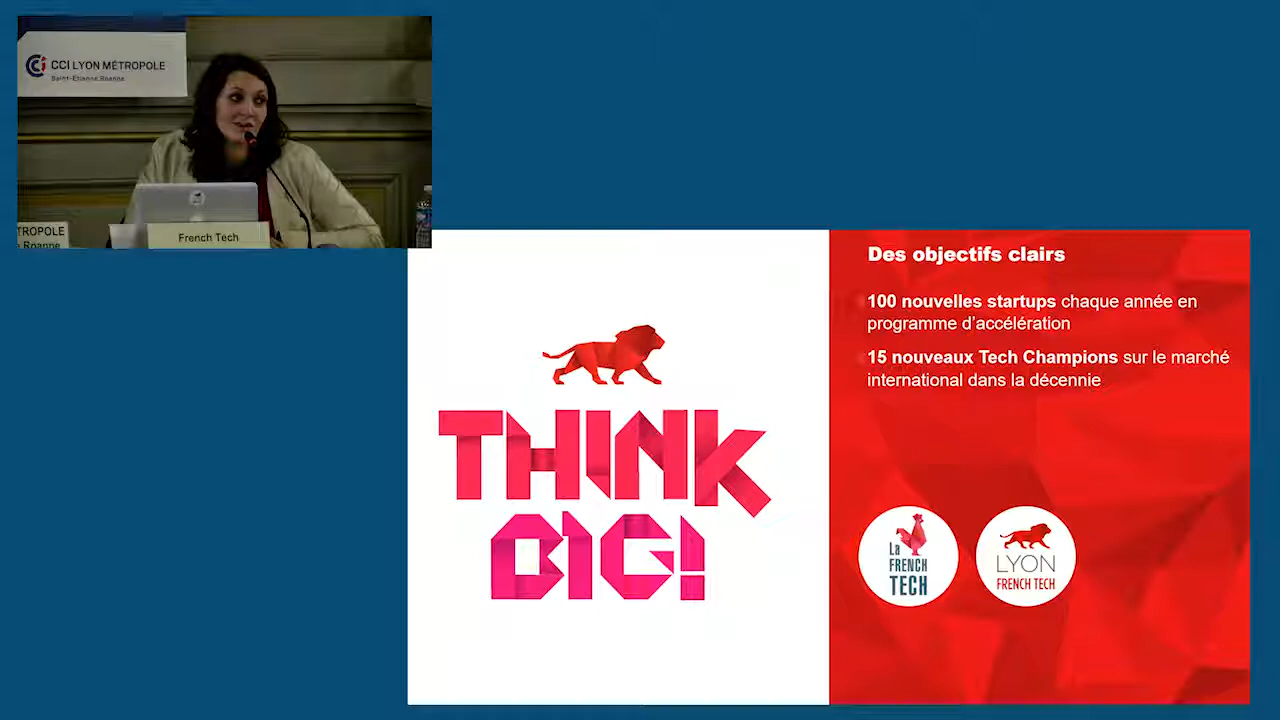 CCI LYON MÉTROPOLE
Saint-Etienne Roanne
TROPOLE
Roanne
French Tech
THINK
BIG!
Des objectifs clairs
100 nouvelles startups chaque année en
programme d'accélération
15 nouveaux Tech Champions sur le marché
international dans la décennie
La
FRENCH
TECH
LYON
FRENCH TECH